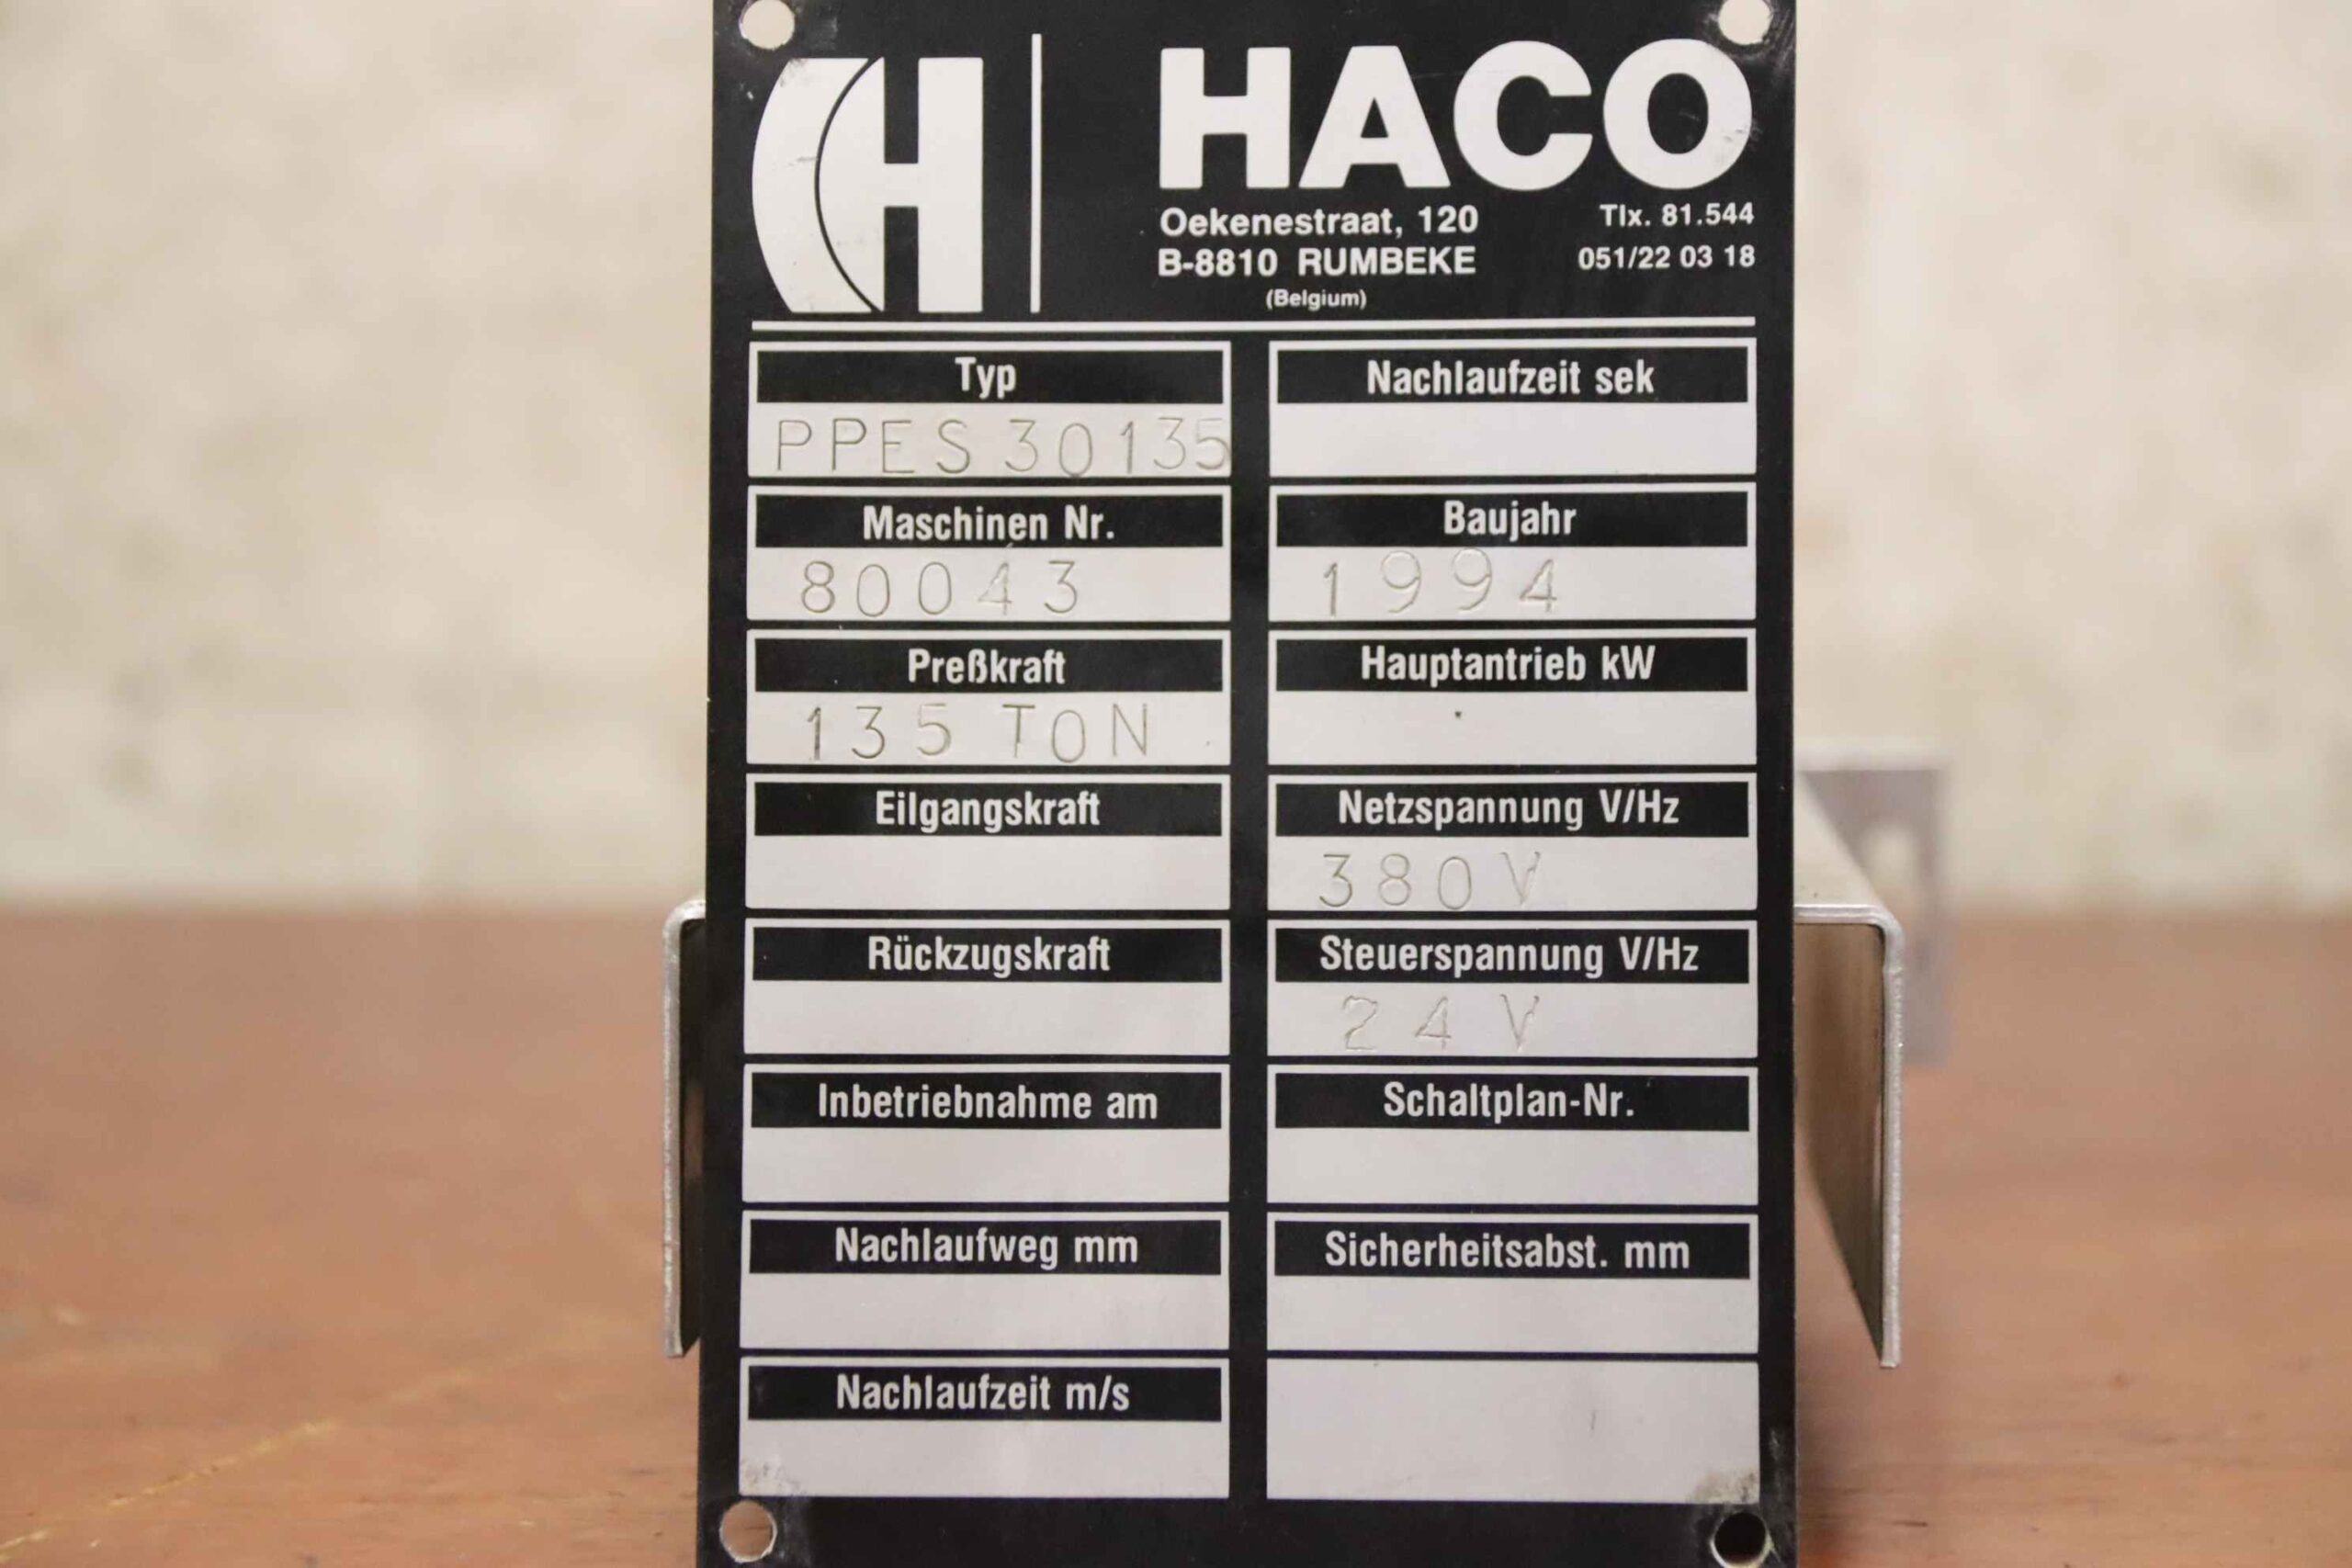 HACO
Oekenestraat, 120
B-8810 RUMBEKE
(Belgium)
Tlx. 81.544
051/22 03 18
Typ
PPES 30135
Nachlaufzeit sek
Maschinen Nr.
80043
Baujahr
1994
Preßkraft
135 TON
Hauptantrieb kW
Eilgangskraft
Netzspannung V/Hz
380V
Rückzugskraft
Steuerspannung V/Hz
24 V
Inbetriebnahme am
Schaltplan-Nr.
Nachlaufweg mm
Sicherheitsabst. mm
Nachlaufzeit m/s